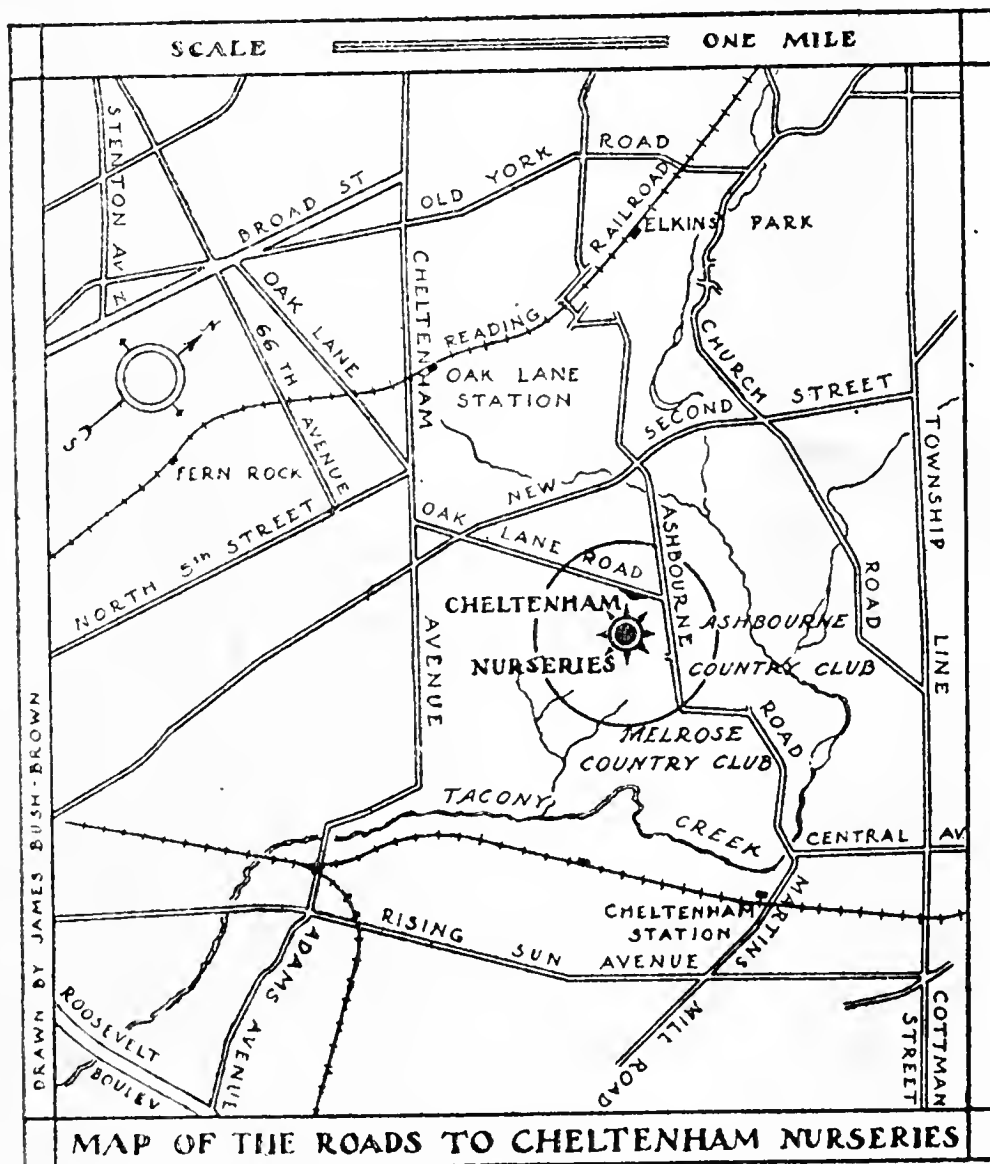 SCALE ONE MILE
STENTON AV
BROAD ST
OLD YORK ROAD
RAILROAD
ELKINS PARK
CHELTENHAM
OAK LANE
66TH AVENUE
READING
OAK LANE
STATION
CHURCH
N
S
FERN ROCK
NEW SECOND STREET
TOWNSHIP LINE
NORTH 5TH STREET
OAK LANE ROAD
ASHBOURNE
ROAD
CHELTENHAM
NURSERIES
ASHBOURNE
COUNTRY CLUB
AVENUE
ROAD
MELROSE
COUNTRY CLUB
TACONY CREEK
CENTRAL AV
CHELTENHAM
STATION
MARTINS MILL ROAD
RISING SUN AVENUE
ADAMS AVENUE
ROOSEVELT
BOULEV
COTTMAN
STREET
DRAWN BY JAMES BUSH-BROWN
MAP OF THE ROADS TO CHELTENHAM NURSERIES